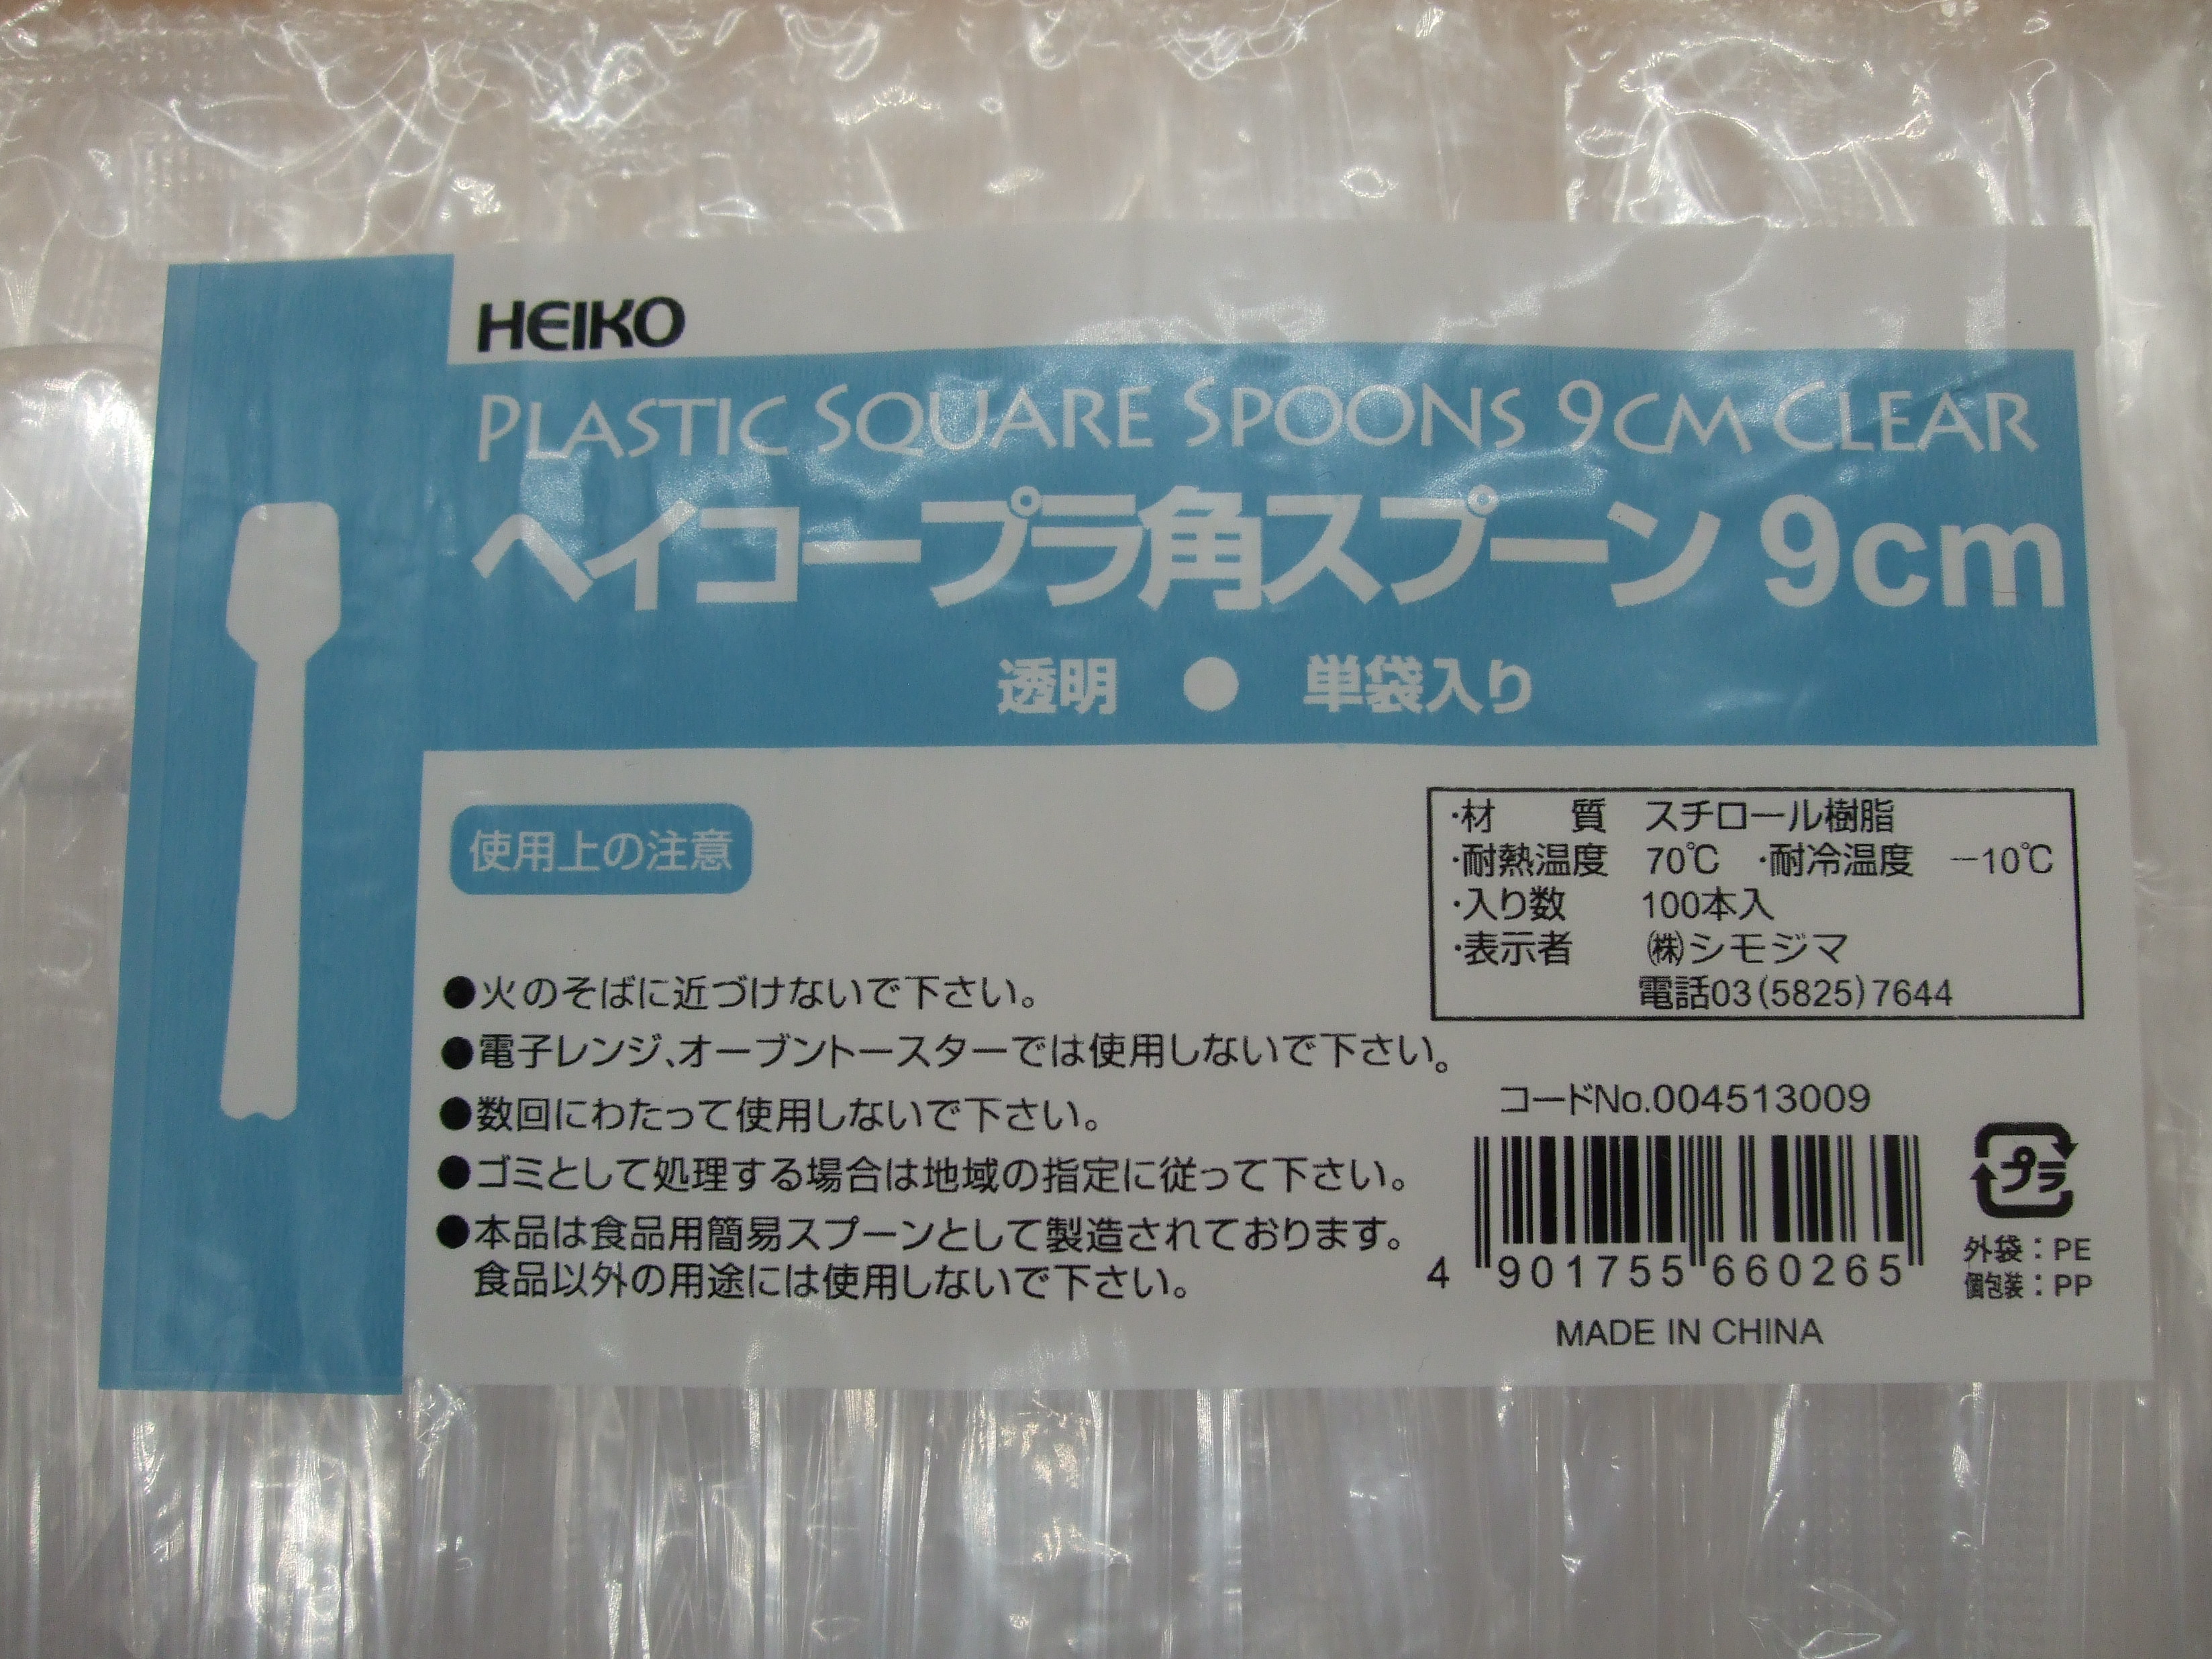 HEIKO
PLASTIC SQUARE SPOONS 9CM CLEAR
ヘイコープラ角スプーン 9cm
透明 ● 単袋入り
使用上の注意
●火のそばに近づけないで下さい。
●電子レンジ、オーブントースターでは使用しないで下さい。
●数回にわたって使用しないで下さい。
●ゴミとして処理する場合は地域の指定に従って下さい。
●本品は食品用簡易スプーンとして製造されております。
食品以外の用途には使用しないで下さい。
・材 質 スチロール樹脂
・耐熱温度 70℃ ・耐冷温度 −10℃
・入り数 100本入
・表示者 ㈱シモジマ
電話03(5825)7644
コードNo.004513009
4 901755 660265
MADE IN CHINA
プラ
外袋：PE
個包装：PP